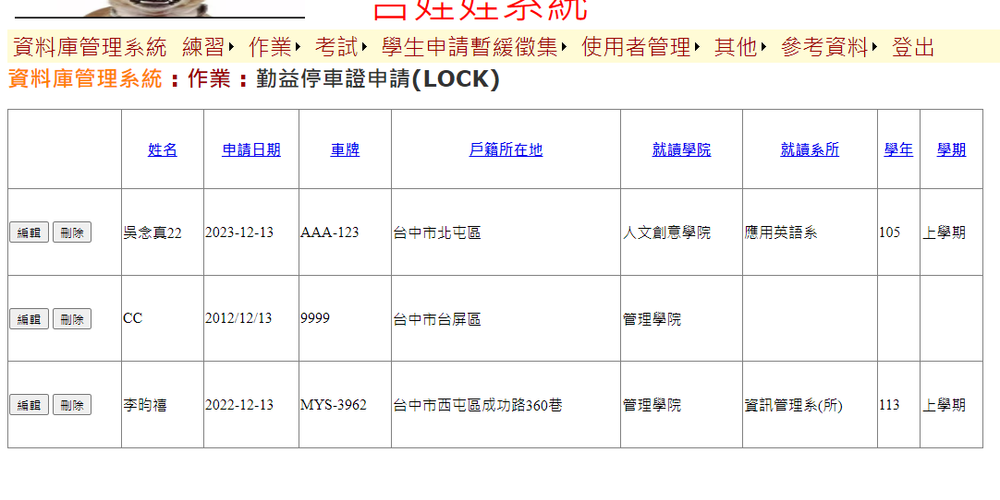 呂娃娃系統
資料庫管理系統 練習 作業 考試 學生申請暫緩徵集 使用者管理 其他 參考資料 登出
資料庫管理系統 : 作業 : 勤益停車證申請(LOCK)
姓名 申請日期 車牌 戶籍所在地 就讀學院 就讀系所 學年 學期
編輯 刪除 吳念真22 2023-12-13 AAA-123 台中市北屯區 人文創意學院 應用英語系 105 上學期
編輯 刪除 CC 2012/12/13 9999 台中市台屏區 管理學院
編輯 刪除 李昀禧 2022-12-13 MYS-3962 台中市西屯區成功路360巷 管理學院 資訊管理系(所) 113 上學期